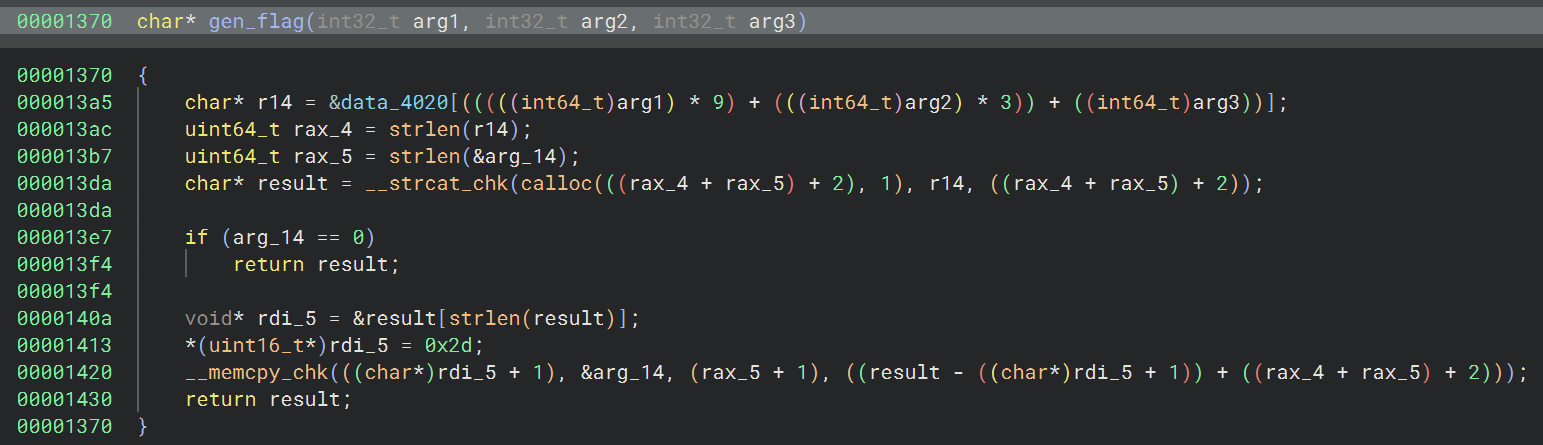 00001370 char* gen_flag(int32_t arg1, int32_t arg2, int32_t arg3)
00001370 {
000013a5 char* r14 = &data_4020[(((((int64_t)arg1) * 9) + (((int64_t)arg2) * 3)) + ((int64_t)arg3))];
000013ac uint64_t rax_4 = strlen(r14);
000013b7 uint64_t rax_5 = strlen(&arg_14);
000013da char* result = __strcat_chk(calloc(((rax_4 + rax_5) + 2), 1), r14, ((rax_4 + rax_5) + 2));
000013da
000013e7 if (arg_14 == 0)
000013f4 return result;
000013f4
0000140a void* rdi_5 = &result[strlen(result)];
00001413 *(uint16_t*)rdi_5 = 0x2d;
00001420 __memcpy_chk(((char*)rdi_5 + 1), &arg_14, (rax_5 + 1), ((result - ((char*)rdi_5 + 1)) + ((rax_4 + rax_5) + 2)));
00001430 return result;
00001370 }